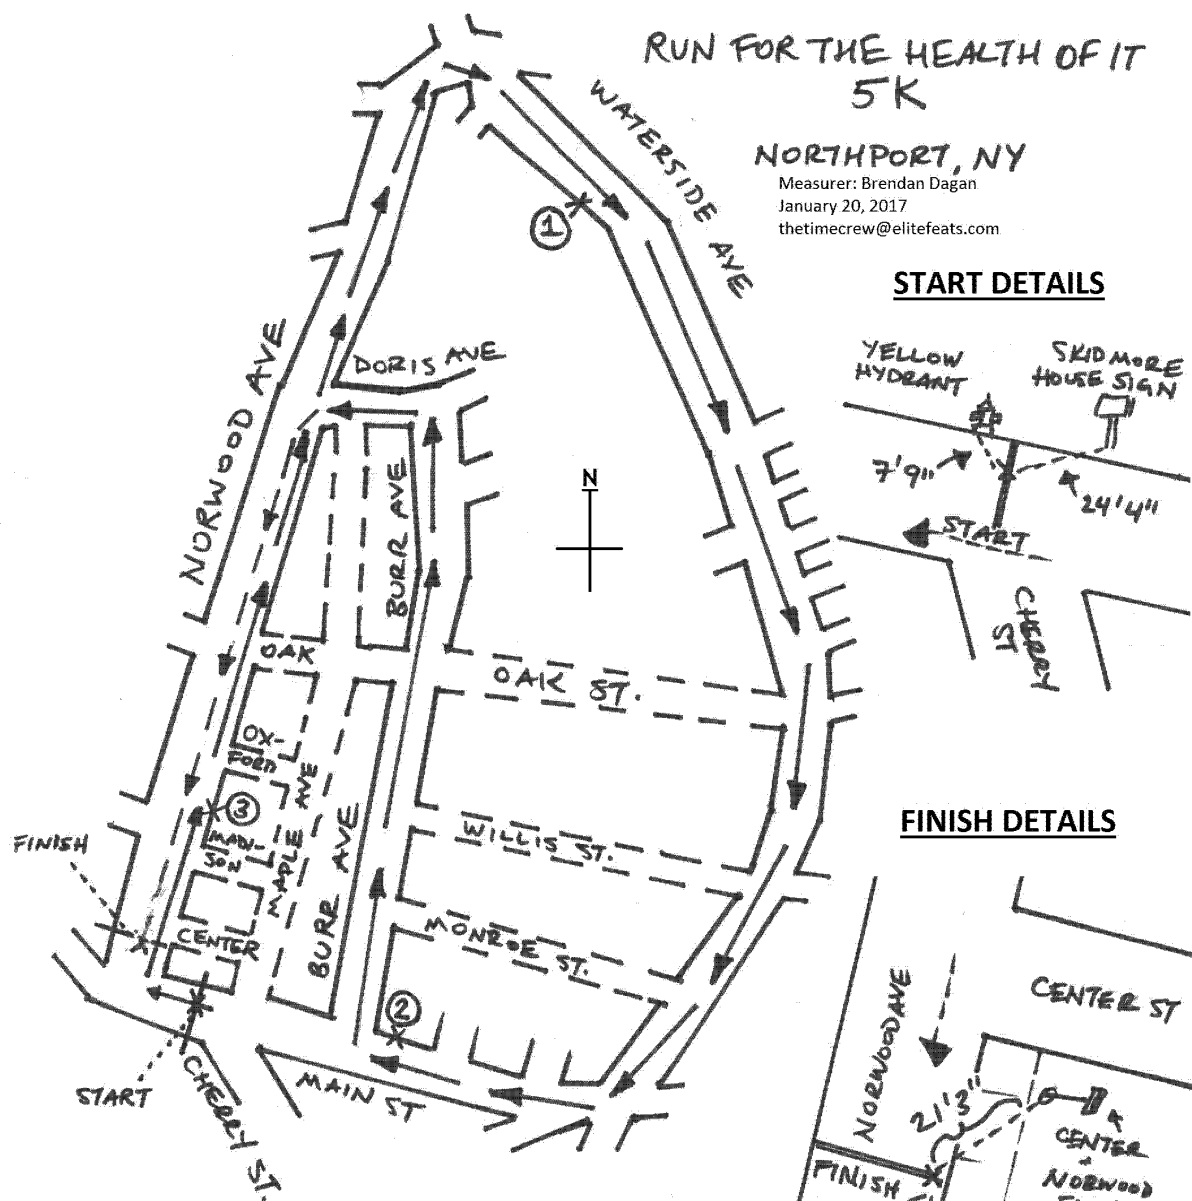 RUN FOR THE HEALTH OF IT
5K
NORTHPORT, NY
Measurer: Brendan Dagan
January 20, 2017
thetimecrew@elitefeats.com
WATERSIDE AVE
1
START DETAILS
YELLOW
HYDRANT
SKIDMORE
HOUSE SIGN
7'9"
24'4"
START
CHERRY
ST
NORWOOD AVE
DORIS AVE
BURR AVE
N
OAK
OAK ST.
OX-
FORD
3
MADI-
SON
MAPLE AVE
BURR AVE
WILLIS ST.
MONROE ST.
FINISH
CENTER
2
START
CHERRY ST.
MAIN ST
FINISH DETAILS
NORWOOD AVE
CENTER ST
21'3"
FINISH
CENTER
+
NORWOOD